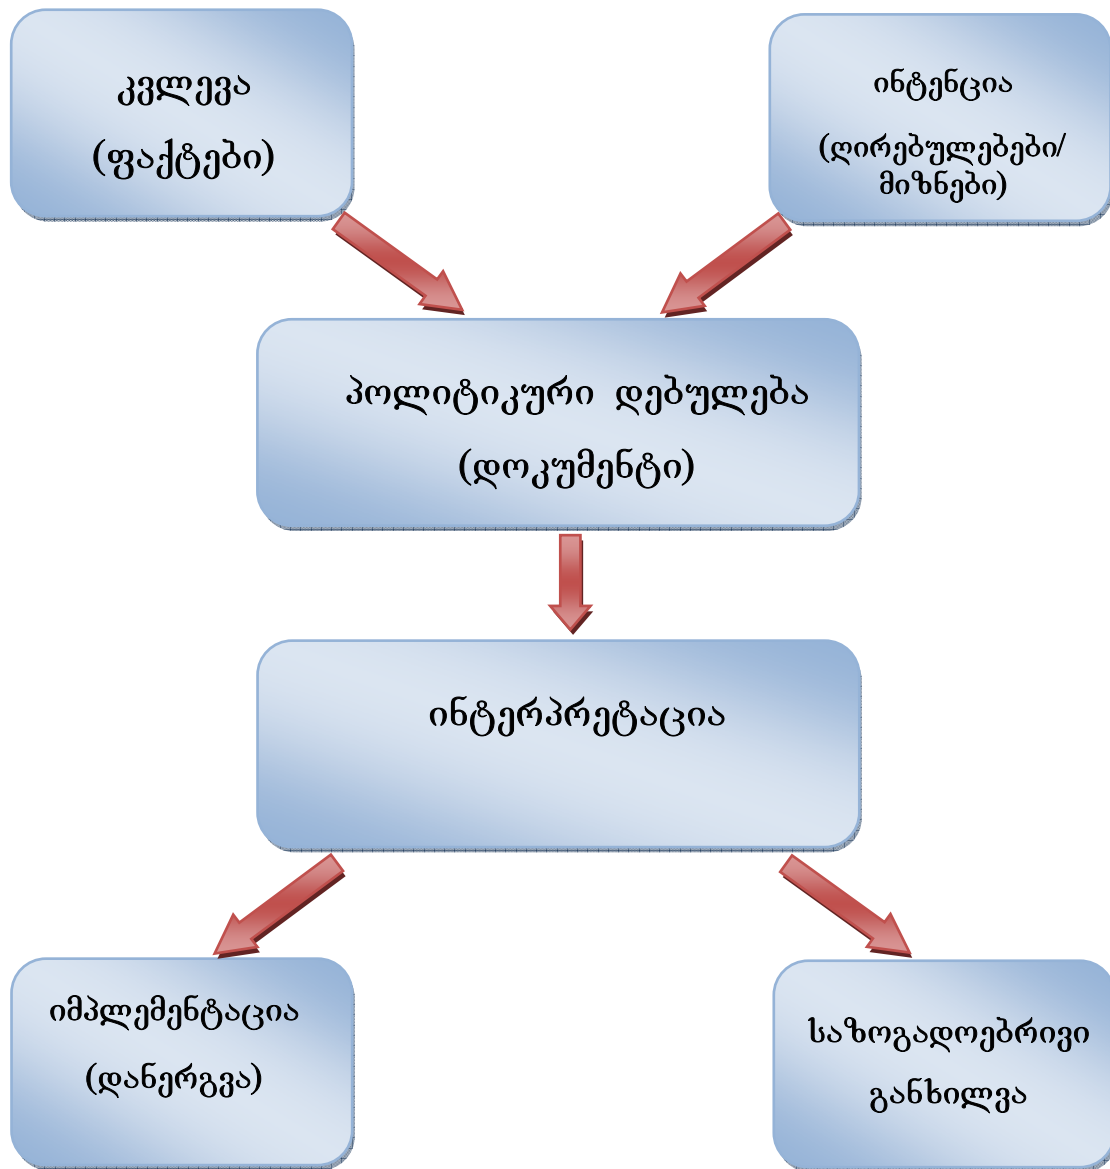 კვლევა
(ფაქტები)
ინტენცია
(ღირებულებები/
მიზნები)
პოლიტიკური დებულება
(დოკუმენტი)
ინტერპრეტაცია
იმპლემენტაცია
(დანერგვა)
საზოგადოებრივი
განხილვა